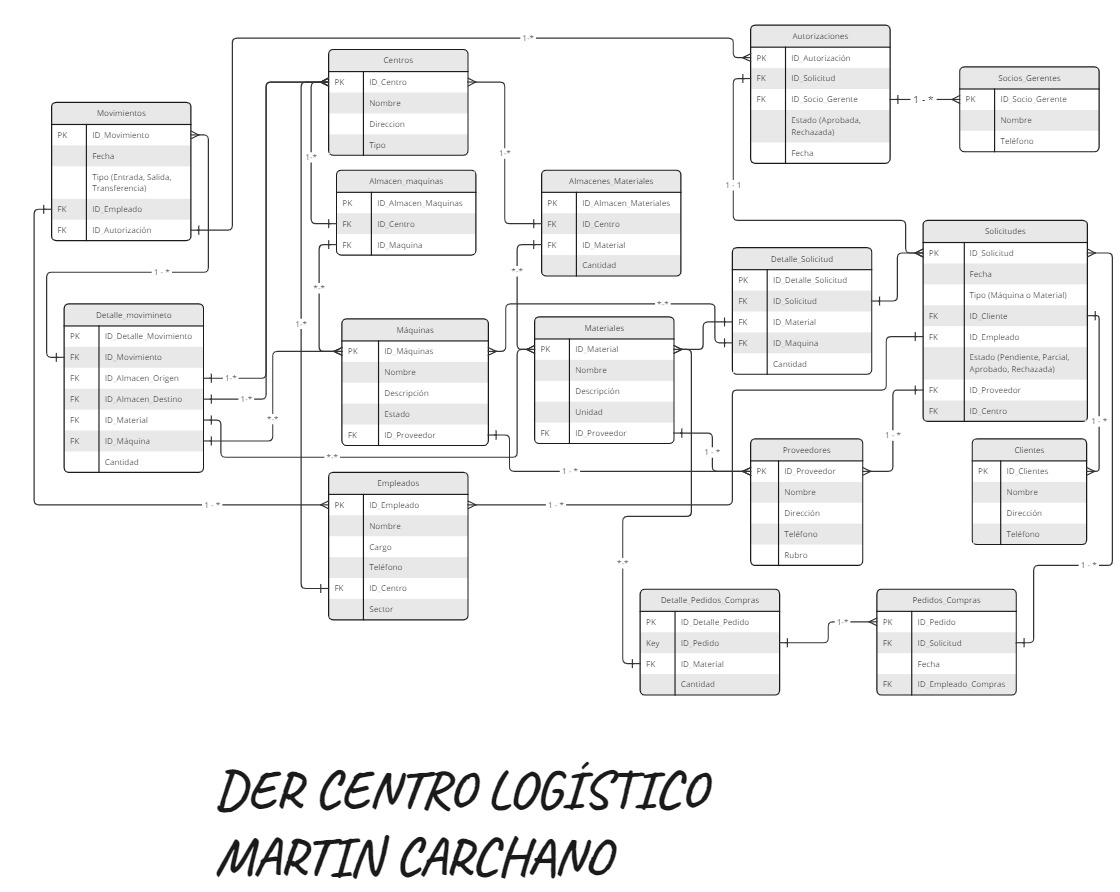 Autorizaciones
PK ID_Autorización
FK ID_Solicitud
FK ID_Socio_Gerente
Estado (Aprobada,
Rechazada)
Fecha
1-*
Centros
PK ID_Centro
Nombre
Direccion
Tipo
Socios_Gerentes
PK ID_Socio_Gerente
Nombre
Teléfono
1 - *
Movimientos
PK ID_Movimiento
Fecha
Tipo (Entrada, Salida,
Transferencia)
FK ID_Empleado
FK ID_Autorización
1-*
1-*
1 - 1
Almacen_maquinas
PK ID_Almacen_Maquinas
FK ID_Centro
FK ID_Maquina
Almacenes_Materiales
PK ID_Almacen_Materiales
FK ID_Centro
FK ID_Material
Cantidad
Solicitudes
PK ID_Solicitud
Fecha
Tipo (Máquina o Material)
FK ID_Cliente
FK ID_Empleado
Estado (Pendiente, Parcial,
Aprobado, Rechazada)
FK ID_Proveedor
FK ID_Centro
Detalle_Solicitud
PK ID_Detalle_Solicitud
FK ID_Solicitud
FK ID_Material
FK ID_Maquina
Cantidad
1 - *
*-*
*-*
*-*
1-*
Detalle_movimineto
PK ID_Detalle_Movimiento
FK ID_Movimiento
FK ID_Almacen_Origen
FK ID_Almacen_Destino
FK ID_Material
FK ID_Máquina
Cantidad
1-*
1-*
*-*
*-*
Máquinas
PK ID_Máquinas
Nombre
Descripción
Estado
FK ID_Proveedor
Materiales
PK ID_Material
Nombre
Descripción
Unidad
FK ID_Proveedor
1 - *
1 - *
1 - *
1 - *
Proveedores
PK ID_Proveedor
Nombre
Dirección
Teléfono
Rubro
Clientes
PK ID_Clientes
Nombre
Dirección
Teléfono
Empleados
PK ID_Empleado
Nombre
Cargo
Teléfono
FK ID_Centro
Sector
1 - *
1 - *
*-*
1 - *
Detalle_Pedidos_Compras
PK ID_Detalle_Pedido
Key ID_Pedido
FK ID_Material
Cantidad
1-*
Pedidos_Compras
PK ID_Pedido
FK ID_Solicitud
Fecha
FK ID_Empleado_Compras
DER CENTRO LOGÍSTICO
MARTIN CARCHANO